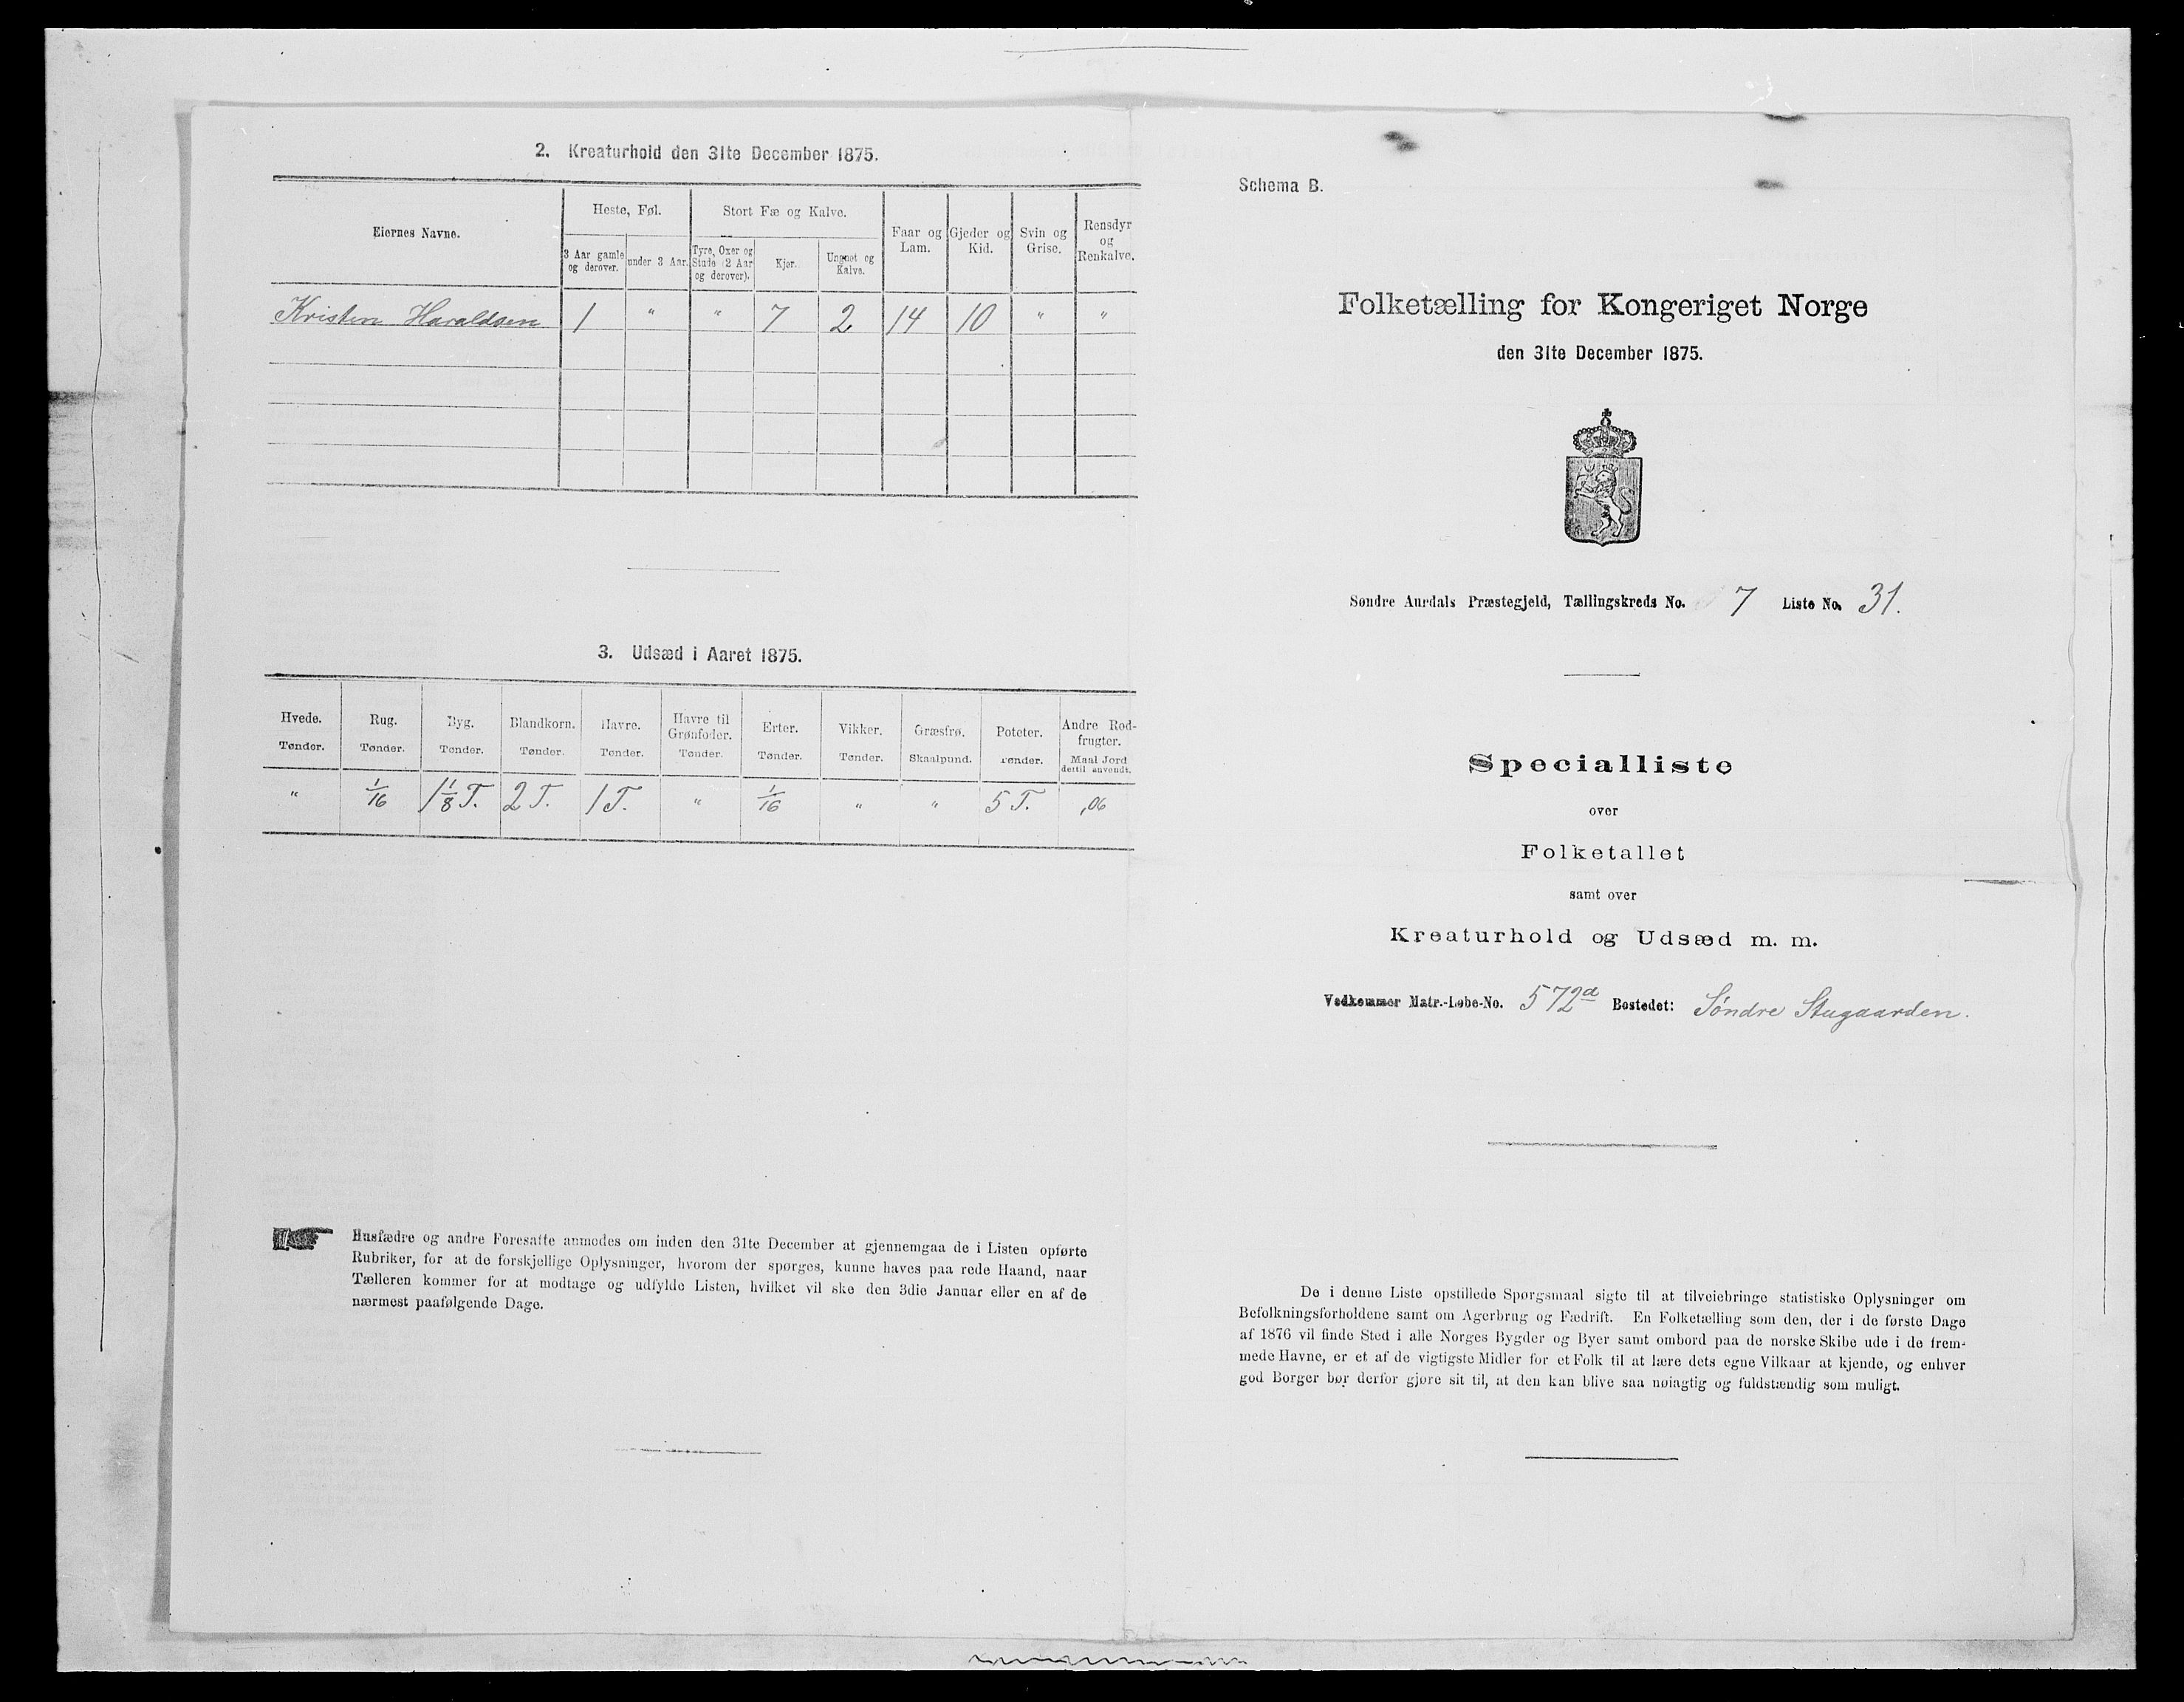 2. Kreaturhold den 31te December 1875.
Eiernes Navne.
Heste, Føl.
Stort Fæ og Kalve.
Faar og Lam.
Gjeder og Kid.
Svin og Grise.
Rensdyr og Renkalve.
3 Aar gamle og derover.
under 3 Aar.
Tyre, Oxer og Stude (2 Aar og derover).
Kjør.
Ungnøt og Kalve.
Kristen Haraldsen 1 " " 7 2 14 10 " "
3. Udsæd i Aaret 1875.
Hvede. Rug. Byg. Blandkorn. Havre. Havre til Grønfoder. Erter. Vikker. Græsfrø. Poteter. Andre Rodfrugter.
Tønder. Tønder. Tønder. Tønder. Tønder. Tønder. Tønder. Tønder. Skaalpund. Tønder. Maal Jord dertil anvendt.
" 1/16 1 1/8 T. 2 T. 1 T. " 1/16 " " 5 T. ,06
Husfædre og andre Foresatte anmodes om inden den 31te December at gjennemgaa de i Listen opførte
Rubriker, for at de forskjellige Oplysninger, hvorom der spørges, kunne haves paa rede Haand, naar
Tælleren kommer for at modtage og udfylde Listen, hvilket vil ske den 3die Januar eller en af de
nærmest paafølgende Dage.
Schema B.
Folketælling for Kongeriget Norge
den 31te December 1875.
Søndre Aurdals Præstegjeld, Tællingskreds No. 7 Liste No. 31.
Specialliste
over
Folketallet
samt over
Kreaturhold og Udsæd m. m.
Vedkommer Matr.-Løbe-No. 572d Bostedet: Söndre Stugaarden.
De i denne Liste opstillede Spørgsmaal sigte til at tilveiebringe statistiske Oplysninger om
Befolkningsforholdene samt om Agerbrug og Fædrift. En Folketælling som den, der i de første Dage
af 1876 vil finde Sted i alle Norges Bygder og Byer samt ombord paa de norske Skibe ude i de frem-
mede Havne, er et af de vigtigste Midler for et Folk til at lære dets egne Vilkaar at kjende, og enhver
god Borger bør derfor gjøre sit til, at den kan blive saa nøiagtig og fuldstændig som muligt.